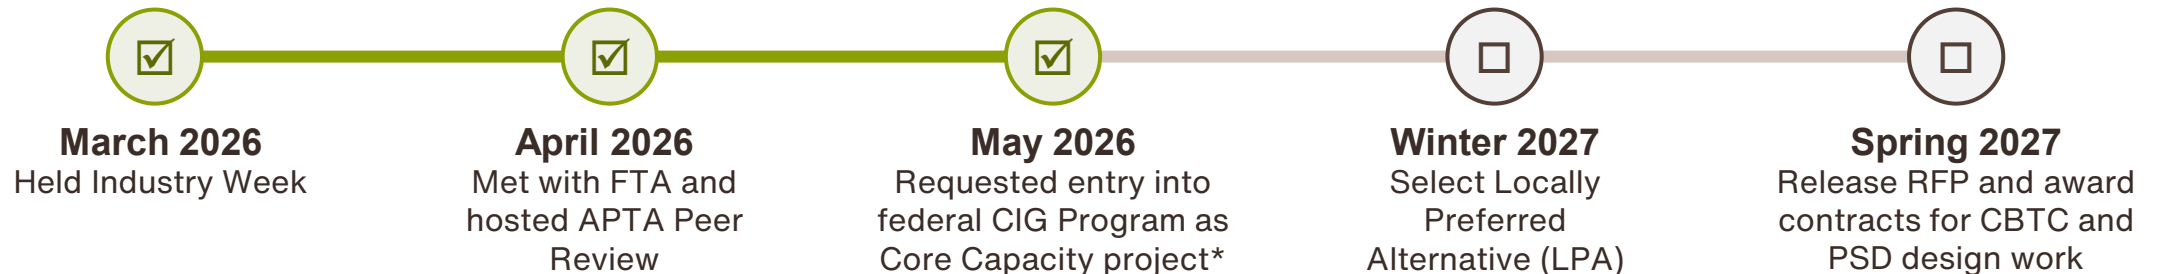 March 2026
Held Industry Week
April 2026
Met with FTA and
hosted APTA Peer
Review
May 2026
Requested entry into
federal CIG Program as
Core Capacity project*
Winter 2027
Select Locally
Preferred
Alternative (LPA)
Spring 2027
Release RFP and award
contracts for CBTC and
PSD design work